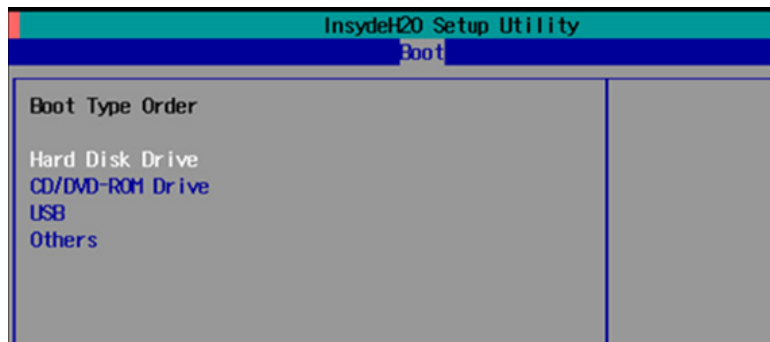 InsydeH2O Setup Utility
Boot
Boot Type Order
Hard Disk Drive
CD/DVD-ROM Drive
USB
Others